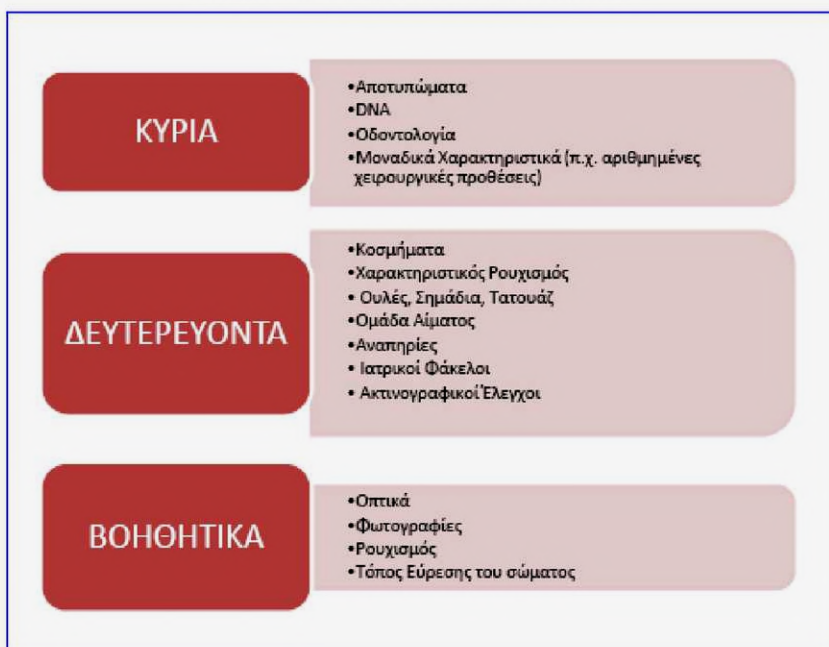 ΚΥΡΙΑ
•Αποτυπώματα
•DNA
•Οδοντολογία
•Μοναδικά Χαρακτηριστικά (π.χ. αριθμημένες
χειρουργικές προθέσεις)
ΔΕΥΤΕΡΕΥΟΝΤΑ
•Κοσμήματα
•Χαρακτηριστικός Ρουχισμός
• Ουλές, Σημάδια, Τατουάζ
•Ομάδα Αίματος
•Αναπηρίες
• Ιατρικοί Φάκελοι
• Ακτινογραφικοί Έλεγχοι
ΒΟΗΘΗΤΙΚΑ
•Οπτικά
•Φωτογραφίες
•Ρουχισμός
•Τόπος Εύρεσης του σώματος